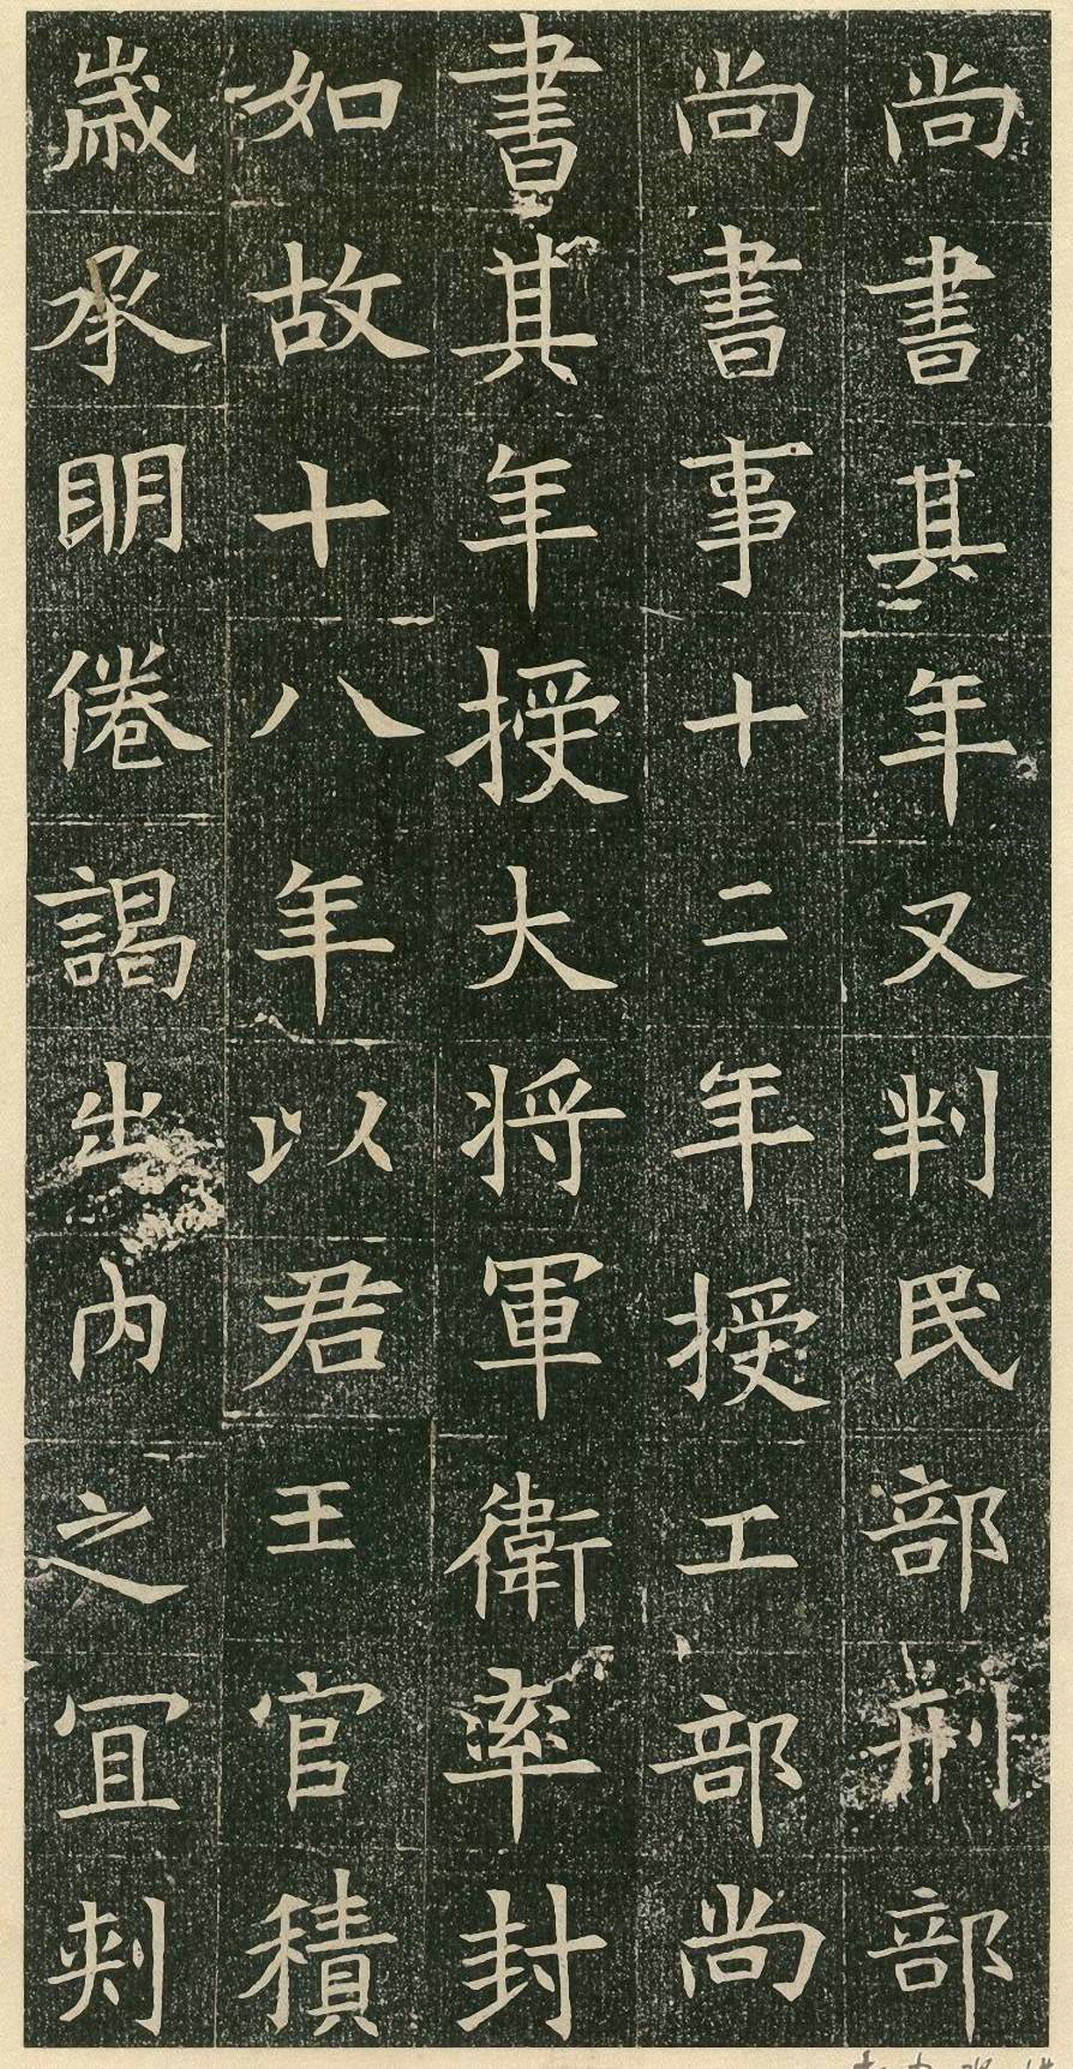 尚書其年又判民部刑部
尚書事十二年授工部尚
書其年授大将軍衛率封
如故十八年以君王官積
歳承明倦謁出内之宜刾